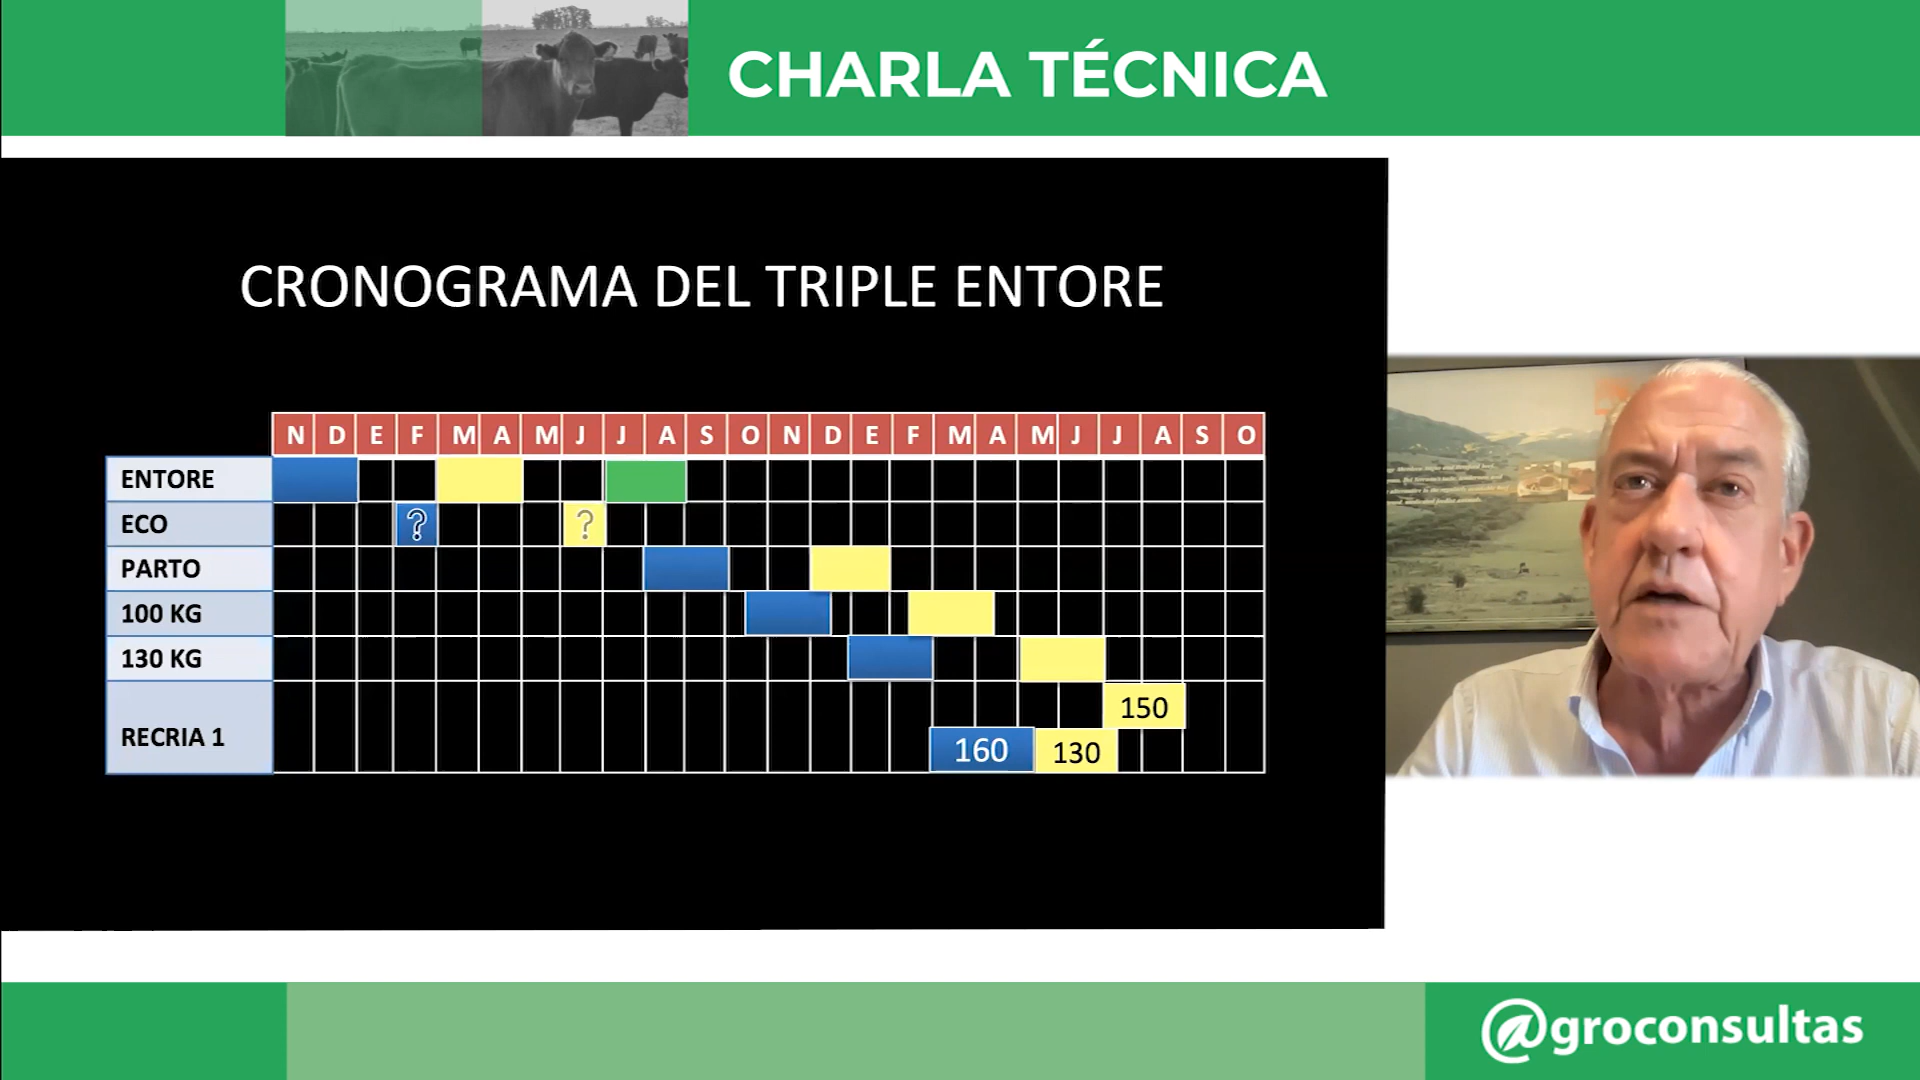 CHARLA TÉCNICA
CRONOGRAMA DEL TRIPLE ENTORE
N D E F M A M J J A S O N D E F M A M J J A S O
ENTORE
ECO ? ?
PARTO
100 KG
130 KG
150
RECRIA 1
160 130
@groconsultas